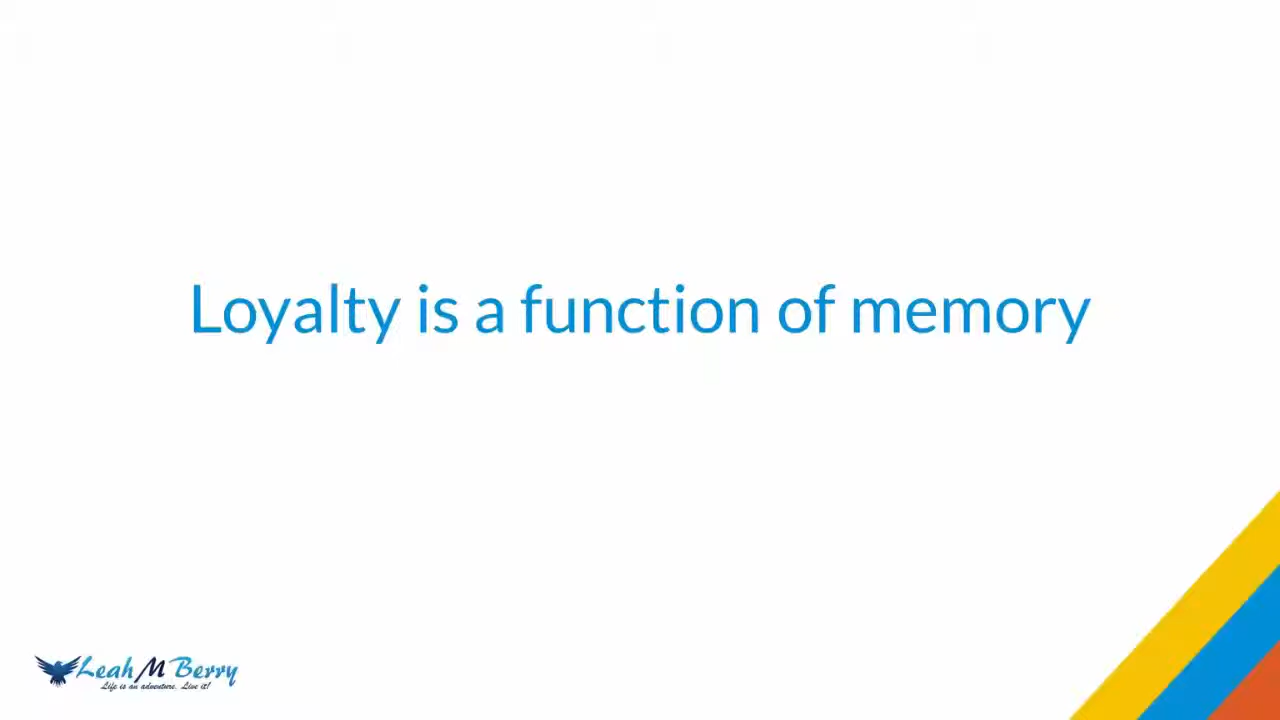 Loyalty is a function of memory
Leah M Berry
Life is an adventure. Live it!